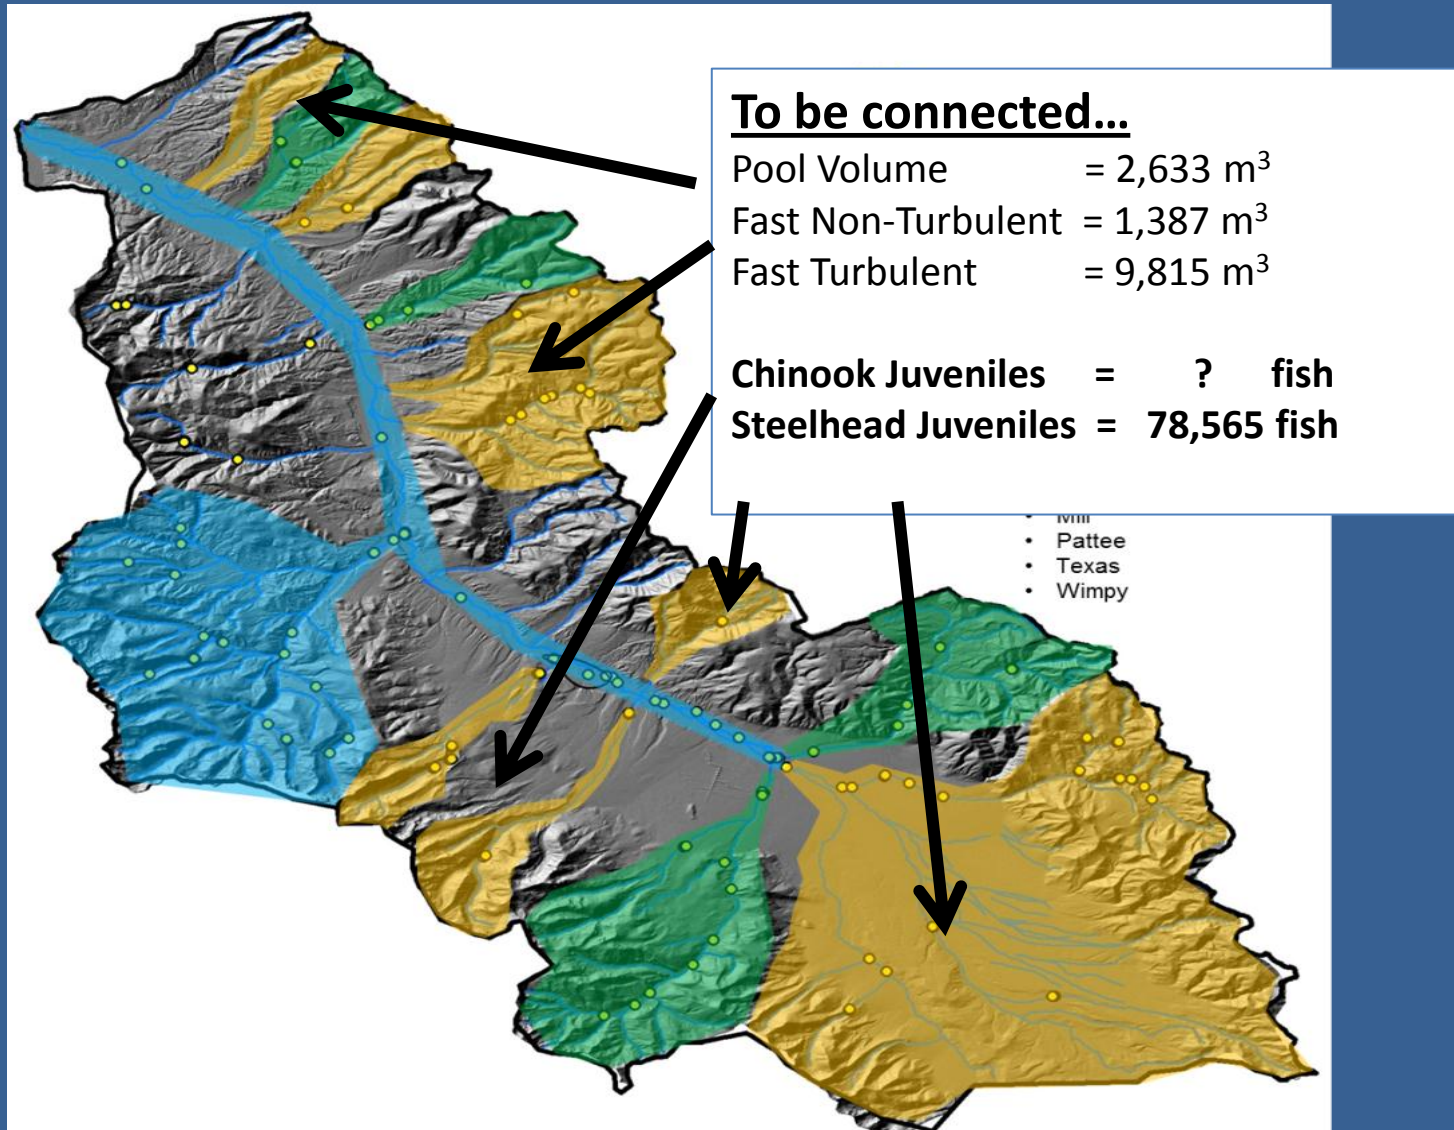 To be connected…
Pool Volume = 2,633 m³
Fast Non-Turbulent = 1,387 m³
Fast Turbulent = 9,815 m³
Chinook Juveniles = ? fish
Steelhead Juveniles = 78,565 fish
• Mill
• Pattee
• Texas
• Wimpy